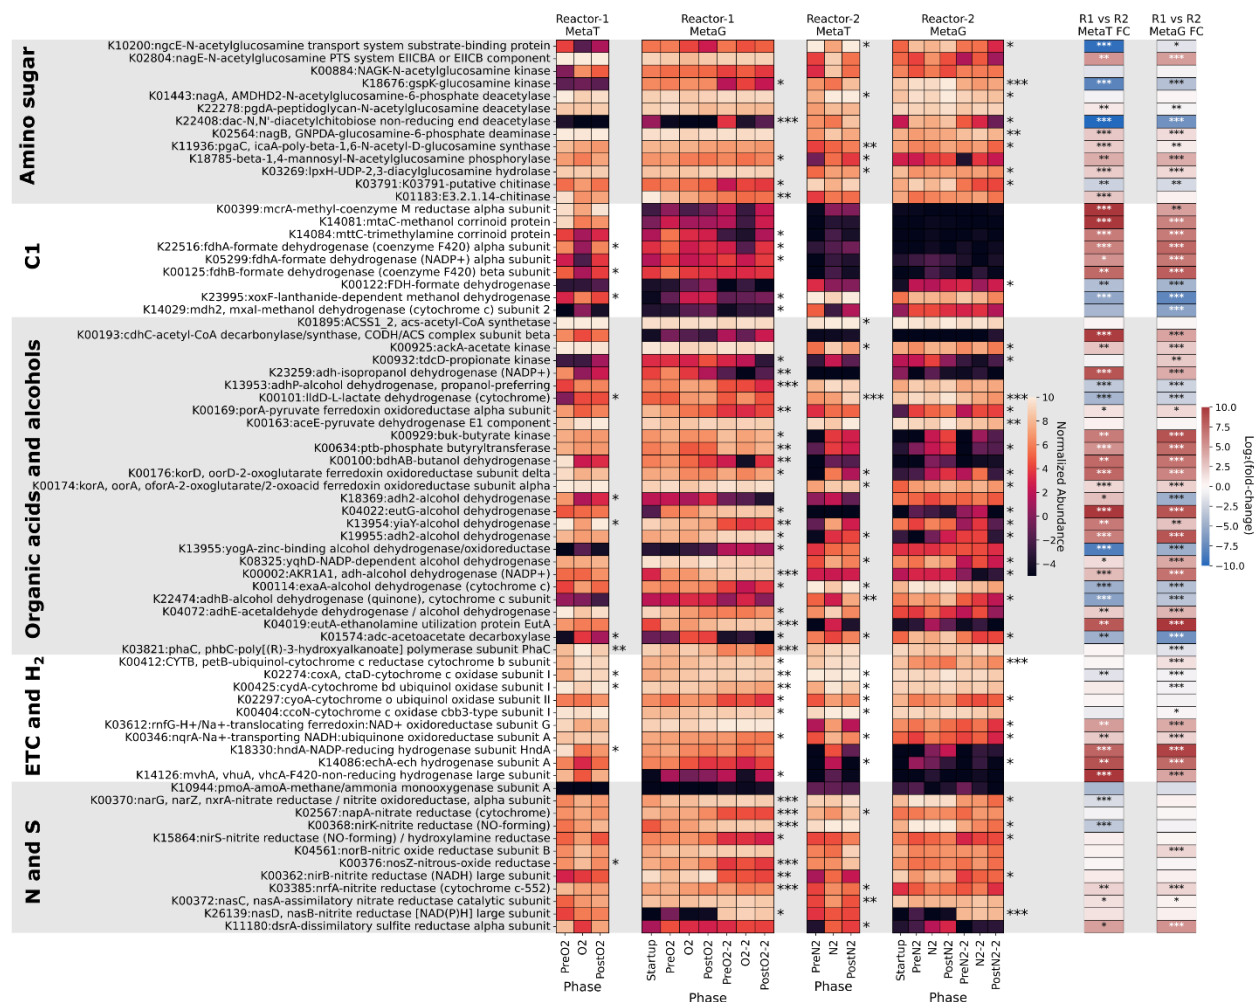 Reactor-1
MetaT
Reactor-1
MetaG
Reactor-2
MetaT
Reactor-2
MetaG
R1 vs R2
MetaT FC
R1 vs R2
MetaG FC
Amino sugar
K10200:ngcE-N-acetylglucosamine transport system substrate-binding protein * * *** *
K02804:nagE-N-acetylglucosamine PTS system EIICBA or EIICB component ** ***
K00884:NAGK-N-acetylglucosamine kinase
K18676:gspK-glucosamine kinase * *** *** ***
K01443:nagA, AMDHD2-N-acetylglucosamine-6-phosphate deacetylase * *
K22278:pgdA-peptidoglycan-N-acetylglucosamine deacetylase ** **
K22408:dac-N,N'-diacetylchitobiose non-reducing end deacetylase *** * *** ***
K02564:nagB, GNPDA-glucosamine-6-phosphate deaminase ** *** ***
K11936:pgaC, icaA-poly-beta-1,6-N-acetyl-D-glucosamine synthase ** * *** **
K18785-beta-1,4-mannosyl-N-acetylglucosamine phosphorylase * * ** ***
K03269:lpxH-UDP-2,3-diacylglucosamine hydrolase * * *** ***
K03791:K03791-putative chitinase * * ** **
K01183:E3.2.1.14-chitinase ** ***
C1
K00399:mcrA-methyl-coenzyme M reductase alpha subunit *** **
K14081:mtaC-methanol corrinoid protein *** ***
K14084:mttC-trimethylamine corrinoid protein *** ***
K22516:fdhA-formate dehydrogenase (coenzyme F420) alpha subunit * * *** ***
K05299:fdhA-formate dehydrogenase (NADP+) alpha subunit * * ***
K00125:fdhB-formate dehydrogenase (coenzyme F420) beta subunit * ** ***
K00122:FDH-formate dehydrogenase * ** ***
K23995:xoxF-lanthanide-dependent methanol dehydrogenase * * *** ***
K14029:mdh2, mxaI-methanol dehydrogenase (cytochrome c) subunit 2 * ***
Organic acids and alcohols
K01895:ACSS1_2, acs-acetyl-CoA synthetase *
K00193:cdhC-acetyl-CoA decarbonylase/synthase, CODH/ACS complex subunit beta *** ***
K00925:ackA-acetate kinase * * ** ***
K00932:tdcD-propionate kinase * * **
K23259:adh-isopropanol dehydrogenase (NADP+) ** *** ***
K13953:adhP-alcohol dehydrogenase, propanol-preferring *** *** ***
K00101:lldD-L-lactate dehydrogenase (cytochrome) * *** *** *** ***
K00169:porA-pyruvate ferredoxin oxidoreductase alpha subunit ** * * *
K00163:aceE-pyruvate dehydrogenase E1 component **
K00929:buk-butyrate kinase * ** ***
K00634:ptb-phosphate butyryltransferase ** * *** ***
K00100:bdhAB-butanol dehydrogenase ** ** ***
K00176:korD, oorD-2-oxoglutarate ferredoxin oxidoreductase subunit delta * * * *** ***
K00174:korA, oorA, oforA-2-oxoglutarate/2-oxoacid ferredoxin oxidoreductase subunit alpha * * *** ***
K18369:adh2-alcohol dehydrogenase * * ***
K04022:eutG-alcohol dehydrogenase * * *** ***
K13954:yiaY-alcohol dehydrogenase * ** * ** **
K19955:adh2-alcohol dehydrogenase * * * *** ***
K13955:yogA-zinc-binding alcohol dehydrogenase/oxidoreductase * *** ***
K08325:yqhD-NADP-dependent alcohol dehydrogenase * * * ***
K00002:AKR1A1, adh-alcohol dehydrogenase (NADP+) *** * *** ***
K00114:exaA-alcohol dehydrogenase (cytochrome c) * * *** ***
K22474:adhB-alcohol dehydrogenase (quinone), cytochrome c subunit ** * *** ***
K04072:adhE-acetaldehyde dehydrogenase / alcohol dehydrogenase * ** ***
K04019:eutA-ethanolamine utilization protein EutA *** ** ***
K01574:adc-acetoacetate decarboxylase * * * * ** ***
K03821:phaC, phbC-poly[(R)-3-hydroxyalkanoate] polymerase subunit PhaC ** *** ***
ETC and H2
K00412:CYTB, petB-ubiquinol-cytochrome c reductase cytochrome b subunit * *** ***
K02274:coxA, ctaD-cytochrome c oxidase subunit I * ** * ** ***
K00425:cydA-cytochrome bd ubiquinol oxidase subunit I * ** * ***
K02297:cyoA-cytochrome o ubiquinol oxidase subunit II * * *
K00404:ccoN-cytochrome c oxidase cbb3-type subunit I * * *
K03612:rnfG-H+/Na+-translocating ferredoxin:NAD+ oxidoreductase subunit G * ** ***
K00346:nqrA-Na+-transporting NADH:ubiquinone oxidoreductase subunit A * * * ** ***
K18330:hndA-NADP-reducing hydrogenase subunit HndA * *** ***
K14086:echA-ech hydrogenase subunit A * * ** ***
K14126:mvhA, vhuA, vhcA-F420-non-reducing hydrogenase large subunit * *** ***
N and S
K10944:pmoA-amoA-methane/ammonia monooxygenase subunit A
K00370:narG, narZ, nxrA-nitrate reductase / nitrite oxidoreductase, alpha subunit *** * ***
K02567:napA-nitrate reductase (cytochrome) *** *
K00368:nirK-nitrite reductase (NO-forming) *** * ***
K15864:nirS-nitrite reductase (NO-forming) / hydroxylamine reductase * *
K04561:norB-nitric oxide reductase subunit B ***
K00376:nosZ-nitrous-oxide reductase * ***
K00362:nirB-nitrite reductase (NADH) large subunit ** *
K03385:nrfA-nitrite reductase (cytochrome c-552) *** * ** ***
K00372:nasC, nasA-assimilatory nitrate reductase catalytic subunit ** * *
K26139:nasD, nasB-nitrite reductase [NAD(P)H] large subunit * ***
K11180:dsrA-dissimilatory sulfite reductase alpha subunit * * ***
PreO2
O2
PostO2
Phase
Startup
PreO2
O2
PostO2
PreO2-2
O2-2
PostO2-2
Phase
PreN2
N2
PostN2
Phase
Startup
PreN2
N2
PostN2
PreN2-2
N2-2
PostN2-2
Phase
10
8
6
4
2
0
−2
−4
Normalized Abundance
10.0
7.5
5.0
2.5
0.0
−2.5
−5.0
−7.5
−10.0
Log₂(fold-change)